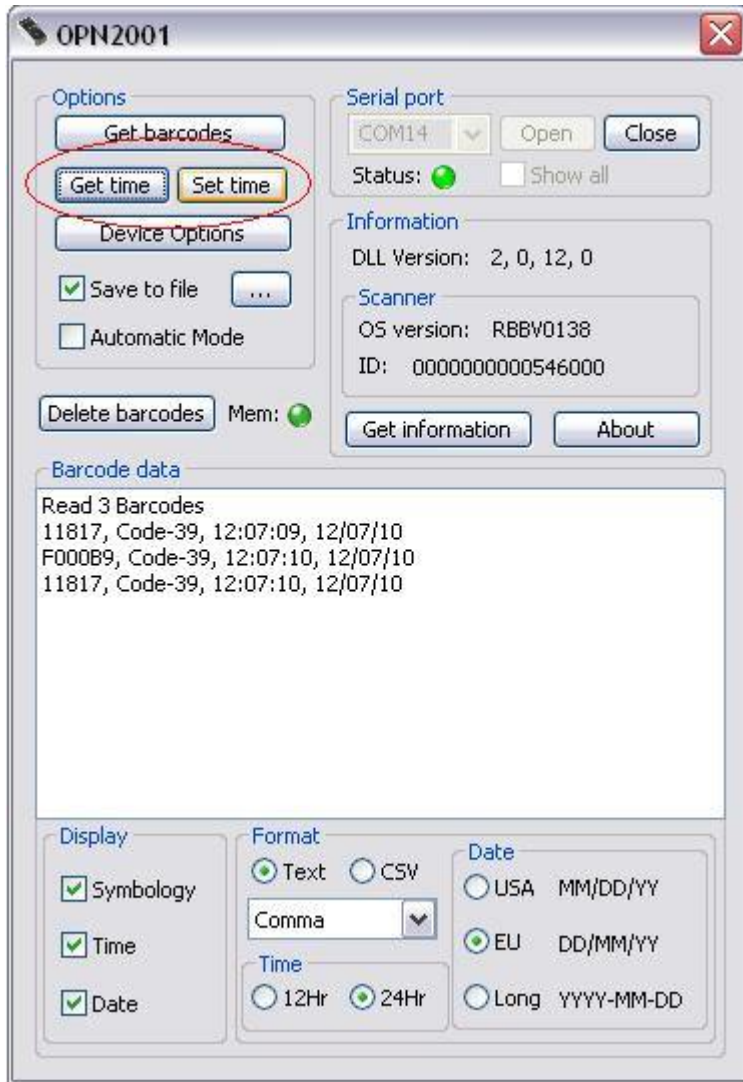 OPN2001
Options
Get barcodes
Get time Set time
Device Options
Save to file ...
Automatic Mode
Delete barcodes Mem:
Serial port
COM14 Open Close
Status: Show all
Information
DLL Version: 2, 0, 12, 0
Scanner
OS version: RBBV0138
ID: 0000000000546000
Get information About
Barcode data
Read 3 Barcodes
11817, Code-39, 12:07:09, 12/07/10
F000B9, Code-39, 12:07:10, 12/07/10
11817, Code-39, 12:07:10, 12/07/10
Display
Symbology
Time
Date
Format
Text CSV
Comma
Time
12Hr 24Hr
Date
USA MM/DD/YY
EU DD/MM/YY
Long YYYY-MM-DD